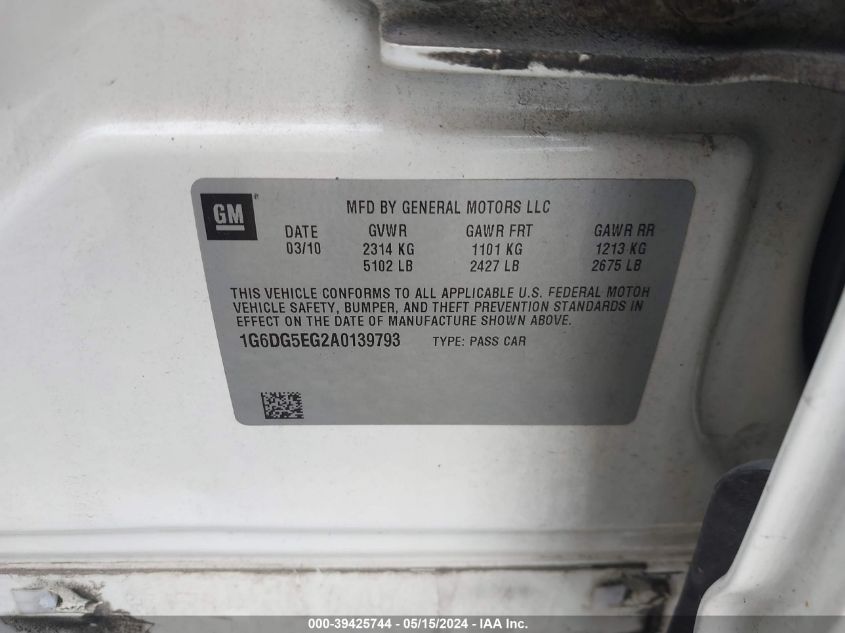 GM ®
MFD BY GENERAL MOTORS LLC
DATE GVWR GAWR FRT GAWR RR
03/10 2314 KG 1101 KG 1213 KG
5102 LB 2427 LB 2675 LB
THIS VEHICLE CONFORMS TO ALL APPLICABLE U.S. FEDERAL MOTOR
VEHICLE SAFETY, BUMPER, AND THEFT PREVENTION STANDARDS IN
EFFECT ON THE DATE OF MANUFACTURE SHOWN ABOVE.
1G6DG5EG2A0139793 TYPE: PASS CAR
000-39425744 - 05/15/2024 - IAA Inc.